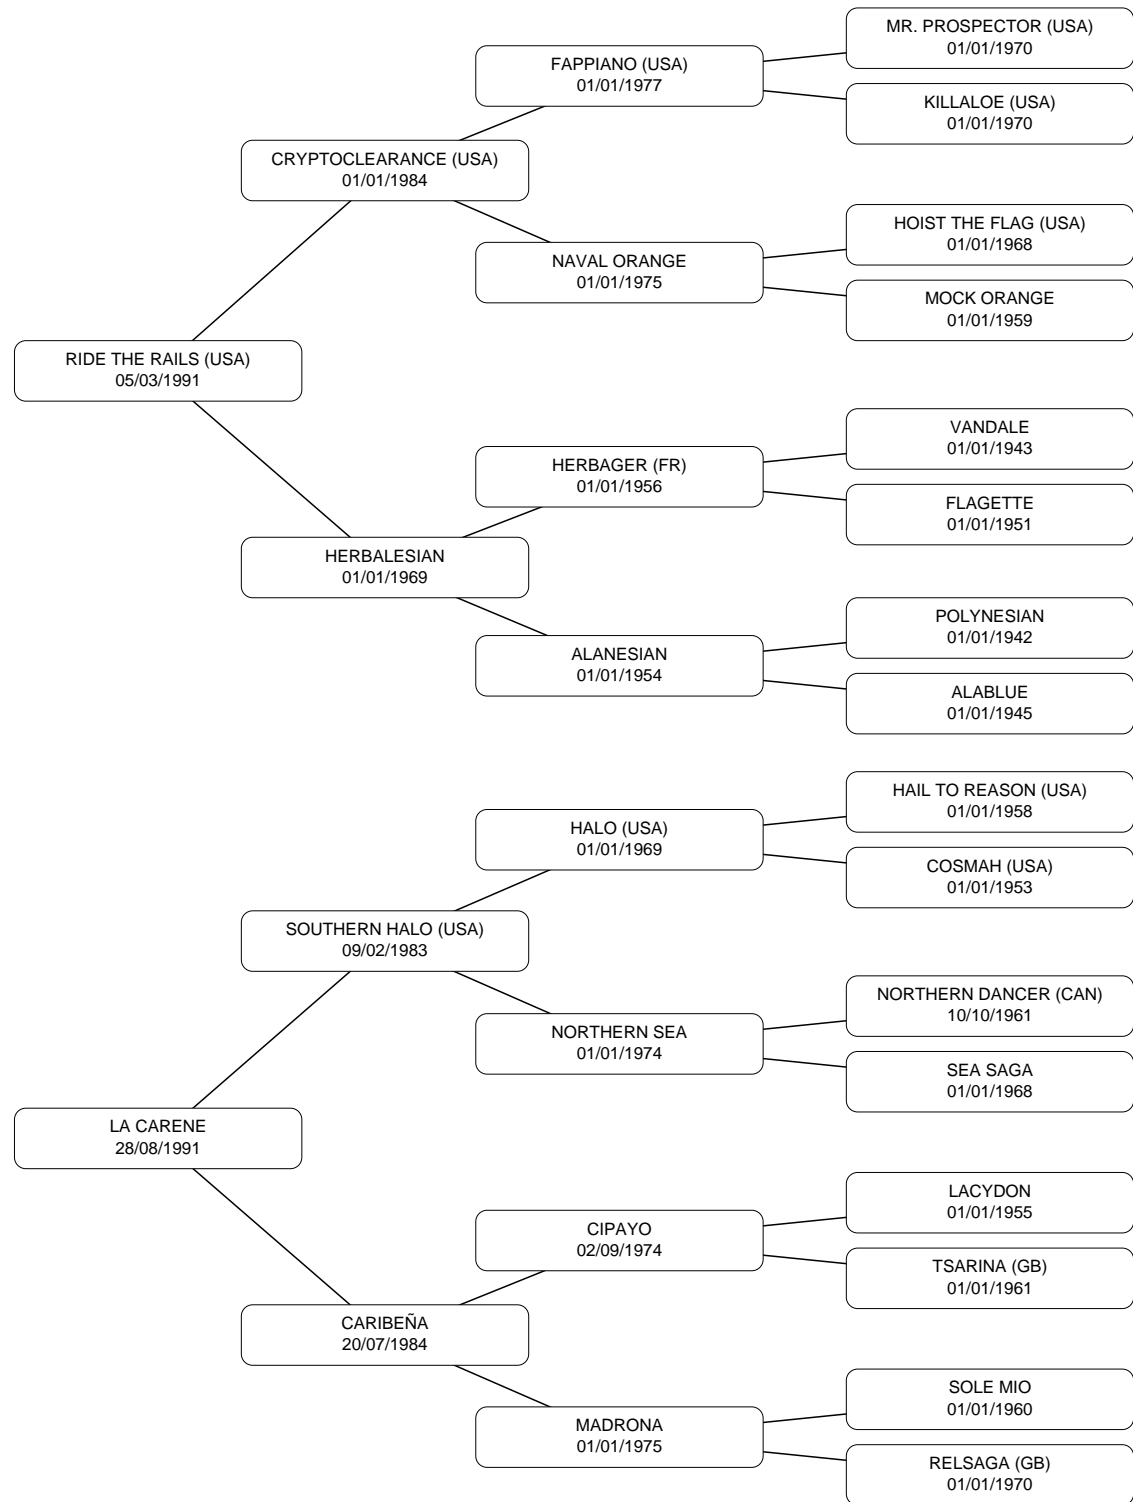 MR. PROSPECTOR (USA)
01/01/1970
FAPPIANO (USA)
01/01/1977
KILLALOE (USA)
01/01/1970
CRYPTOCLEARANCE (USA)
01/01/1984
HOIST THE FLAG (USA)
01/01/1968
NAVAL ORANGE
01/01/1975
MOCK ORANGE
01/01/1959
RIDE THE RAILS (USA)
05/03/1991
VANDALE
01/01/1943
HERBAGER (FR)
01/01/1956
FLAGETTE
01/01/1951
HERBALESIAN
01/01/1969
POLYNESIAN
01/01/1942
ALANESIAN
01/01/1954
ALABLUE
01/01/1945
HAIL TO REASON (USA)
01/01/1958
HALO (USA)
01/01/1969
COSMAH (USA)
01/01/1953
SOUTHERN HALO (USA)
09/02/1983
NORTHERN DANCER (CAN)
10/10/1961
NORTHERN SEA
01/01/1974
SEA SAGA
01/01/1968
LA CARENE
28/08/1991
LACYDON
01/01/1955
CIPAYO
02/09/1974
TSARINA (GB)
01/01/1961
CARIBEÑA
20/07/1984
SOLE MIO
01/01/1960
MADRONA
01/01/1975
RELSAGA (GB)
01/01/1970